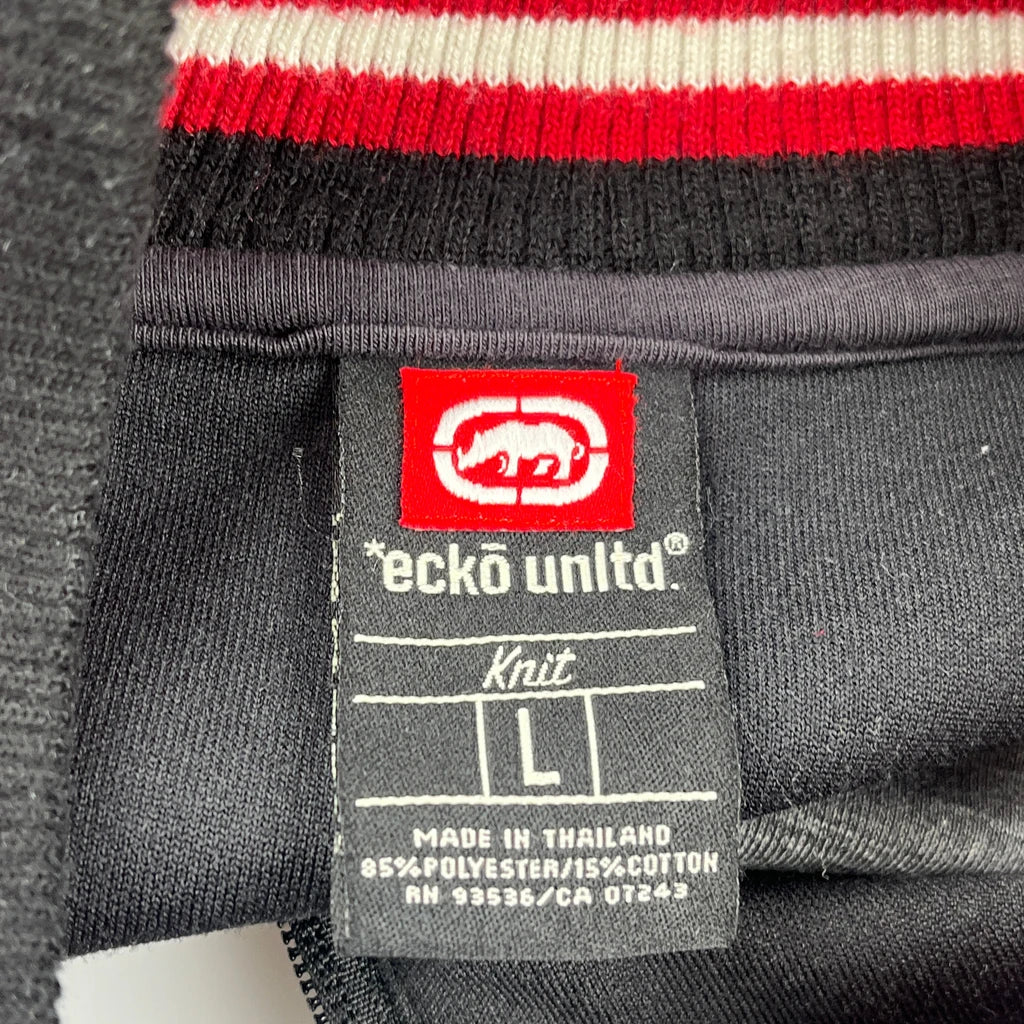 *eckō unltd.®
Knit
L
MADE IN THAILAND
85%POLYESTER/15%COTTON
RN 93536/CA 07243